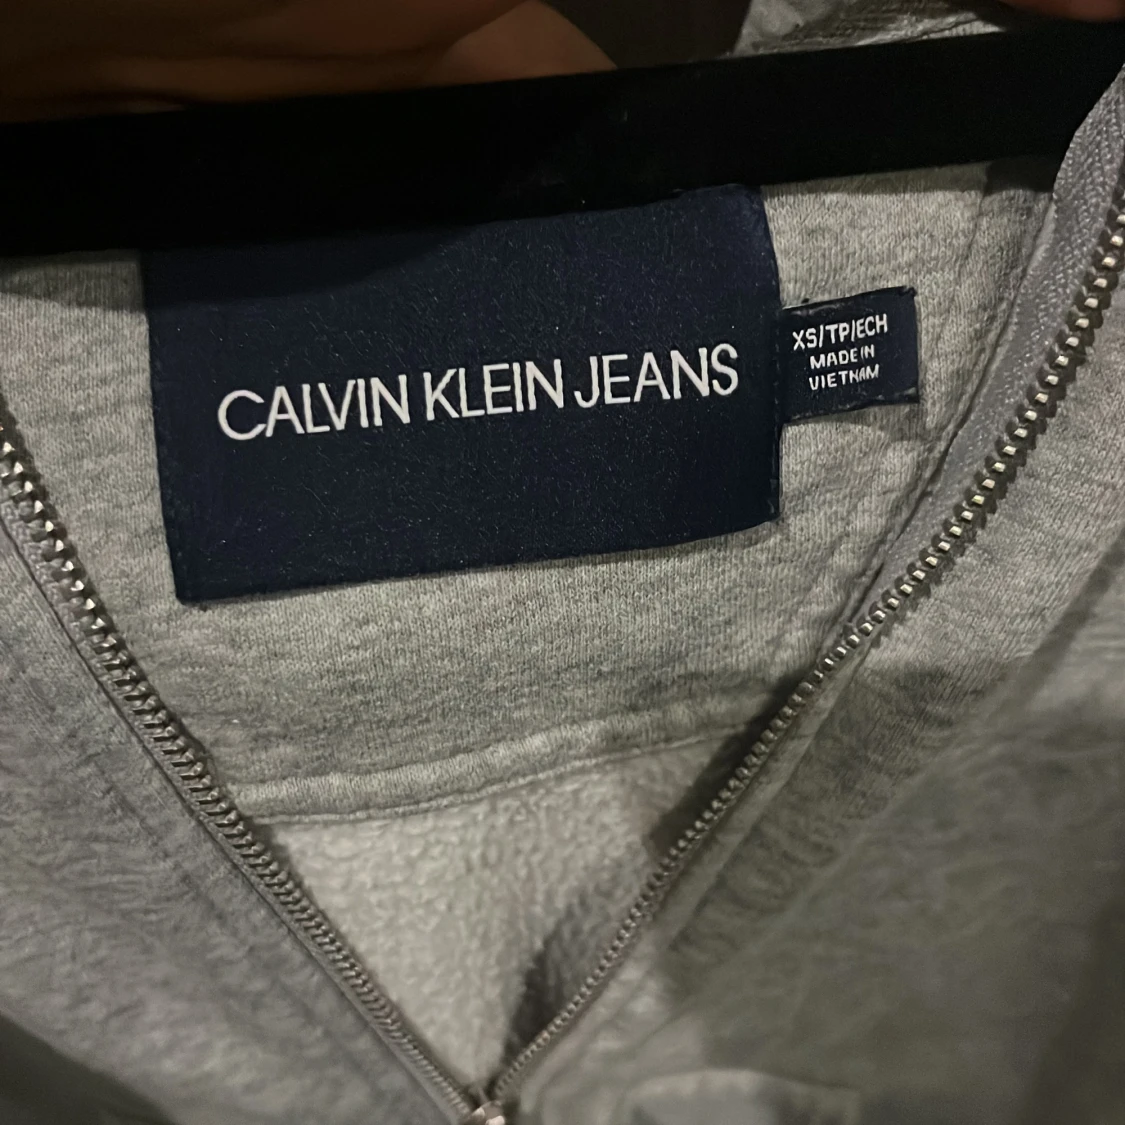 CALVIN KLEIN JEANS
XS/TP/ECH
MADE IN
VIETNAM